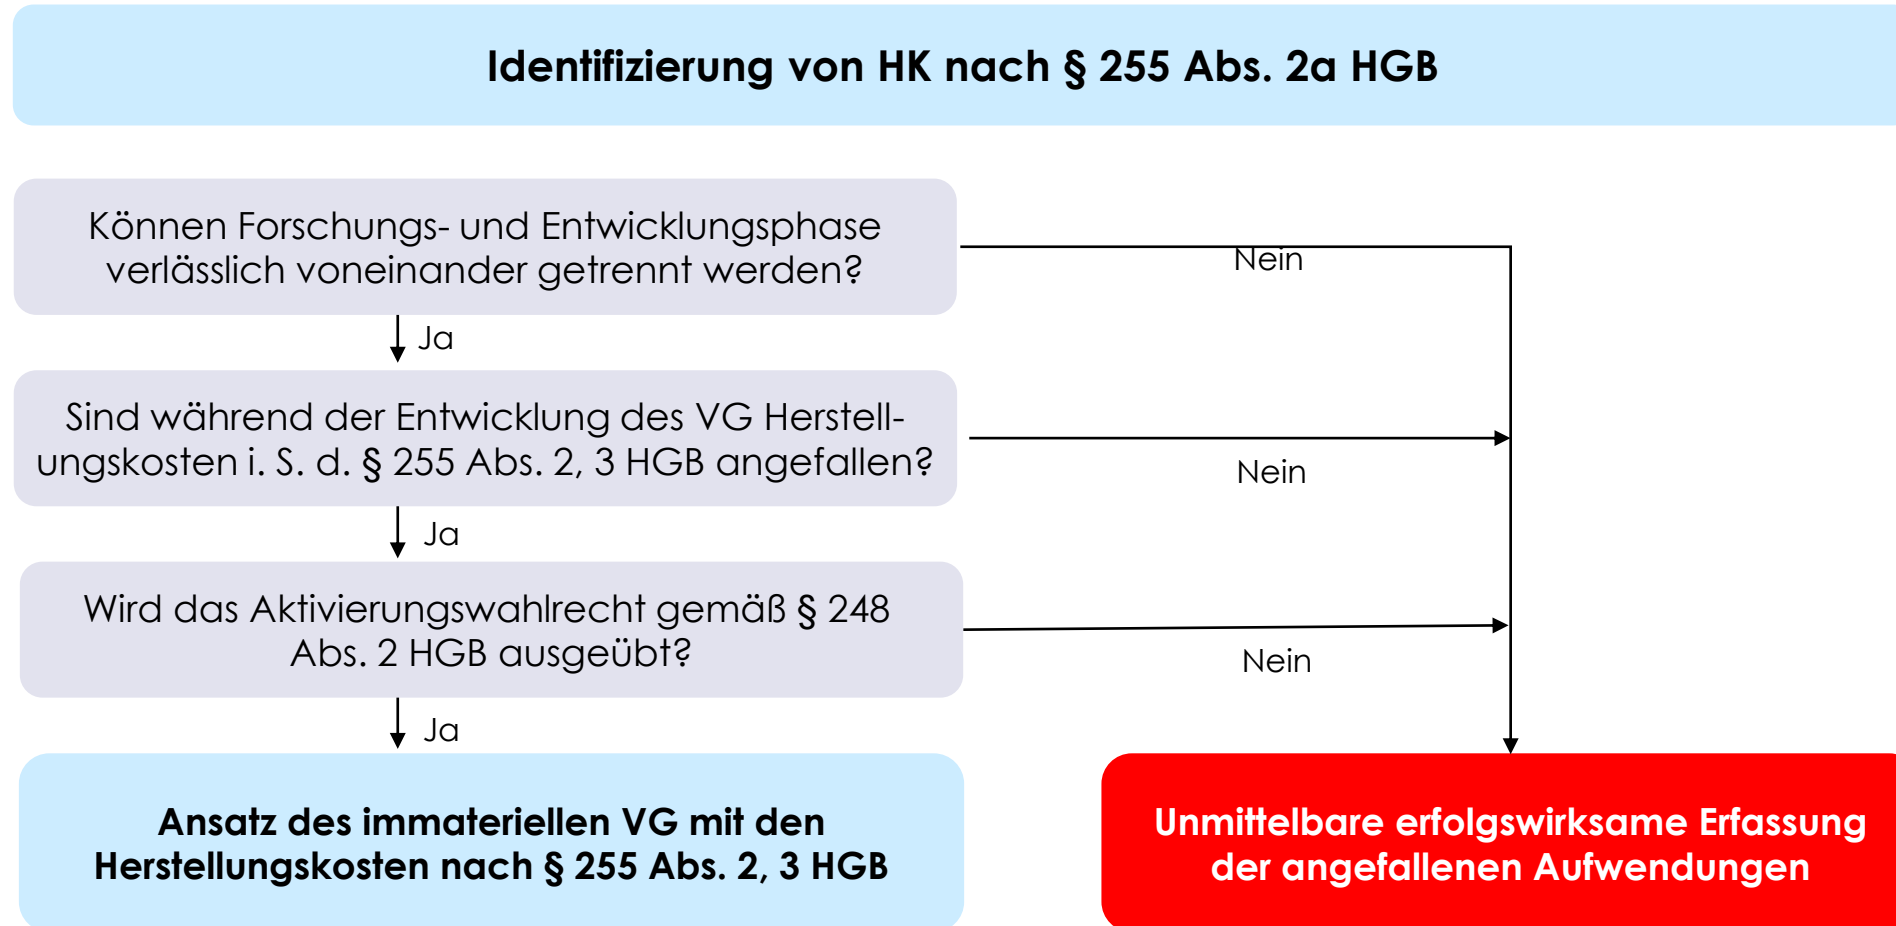 Identifizierung von HK nach § 255 Abs. 2a HGB
Können Forschungs- und Entwicklungsphase
verlässlich voneinander getrennt werden?
Nein
Ja
Sind während der Entwicklung des VG Herstell-
ungskosten i. S. d. § 255 Abs. 2, 3 HGB angefallen?
Nein
Ja
Wird das Aktivierungswahlrecht gemäß § 248
Abs. 2 HGB ausgeübt?
Nein
Ja
Ansatz des immateriellen VG mit den
Herstellungskosten nach § 255 Abs. 2, 3 HGB
Unmittelbare erfolgswirksame Erfassung
der angefallenen Aufwendungen